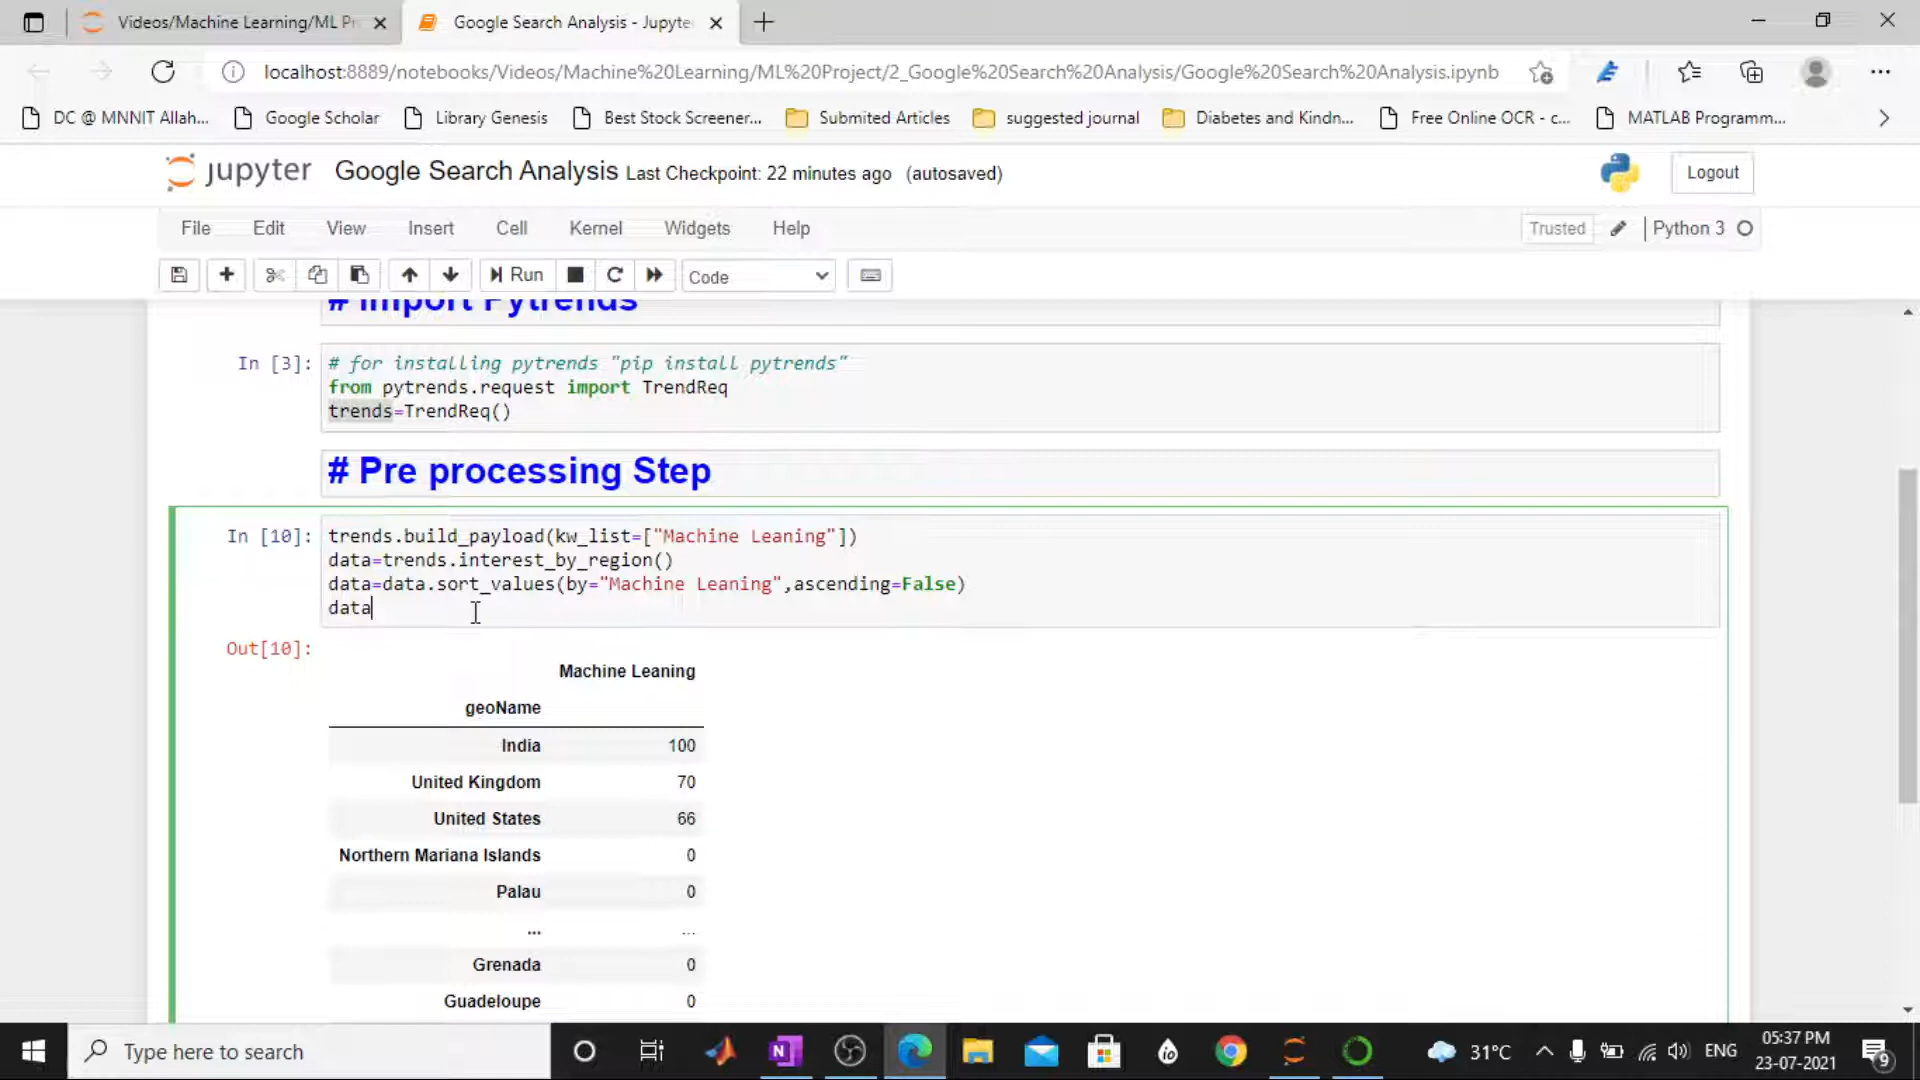 Videos/Machine Learning/ML Pr
Google Search Analysis - Jupyte
localhost:8889/notebooks/Videos/Machine%20Learning/ML%20Project/2_Google%20Search%20Analysis/Google%20Search%20Analysis.ipynb
DC @ MNNIT Allah...
Google Scholar
Library Genesis
Best Stock Screener...
Submited Articles
suggested journal
Diabetes and Kindn...
Free Online OCR - c...
MATLAB Programm...
jupyter Google Search Analysis Last Checkpoint: 22 minutes ago (autosaved)
Logout
File Edit View Insert Cell Kernel Widgets Help
Trusted
Python 3
Run
Code
# Import Pytrends
In [3]:
# for installing pytrends "pip install pytrends"
from pytrends.request import TrendReq
trends=TrendReq()
# Pre processing Step
In [10]:
trends.build_payload(kw_list=["Machine Leaning"])
data=trends.interest_by_region()
data=data.sort_values(by="Machine Leaning",ascending=False)
data
Out[10]:
Machine Leaning
geoName
India 100
United Kingdom 70
United States 66
Northern Mariana Islands 0
Palau 0
... ...
Grenada 0
Guadeloupe 0
Type here to search
N
io
31°C
ENG
05:37 PM
23-07-2021
9